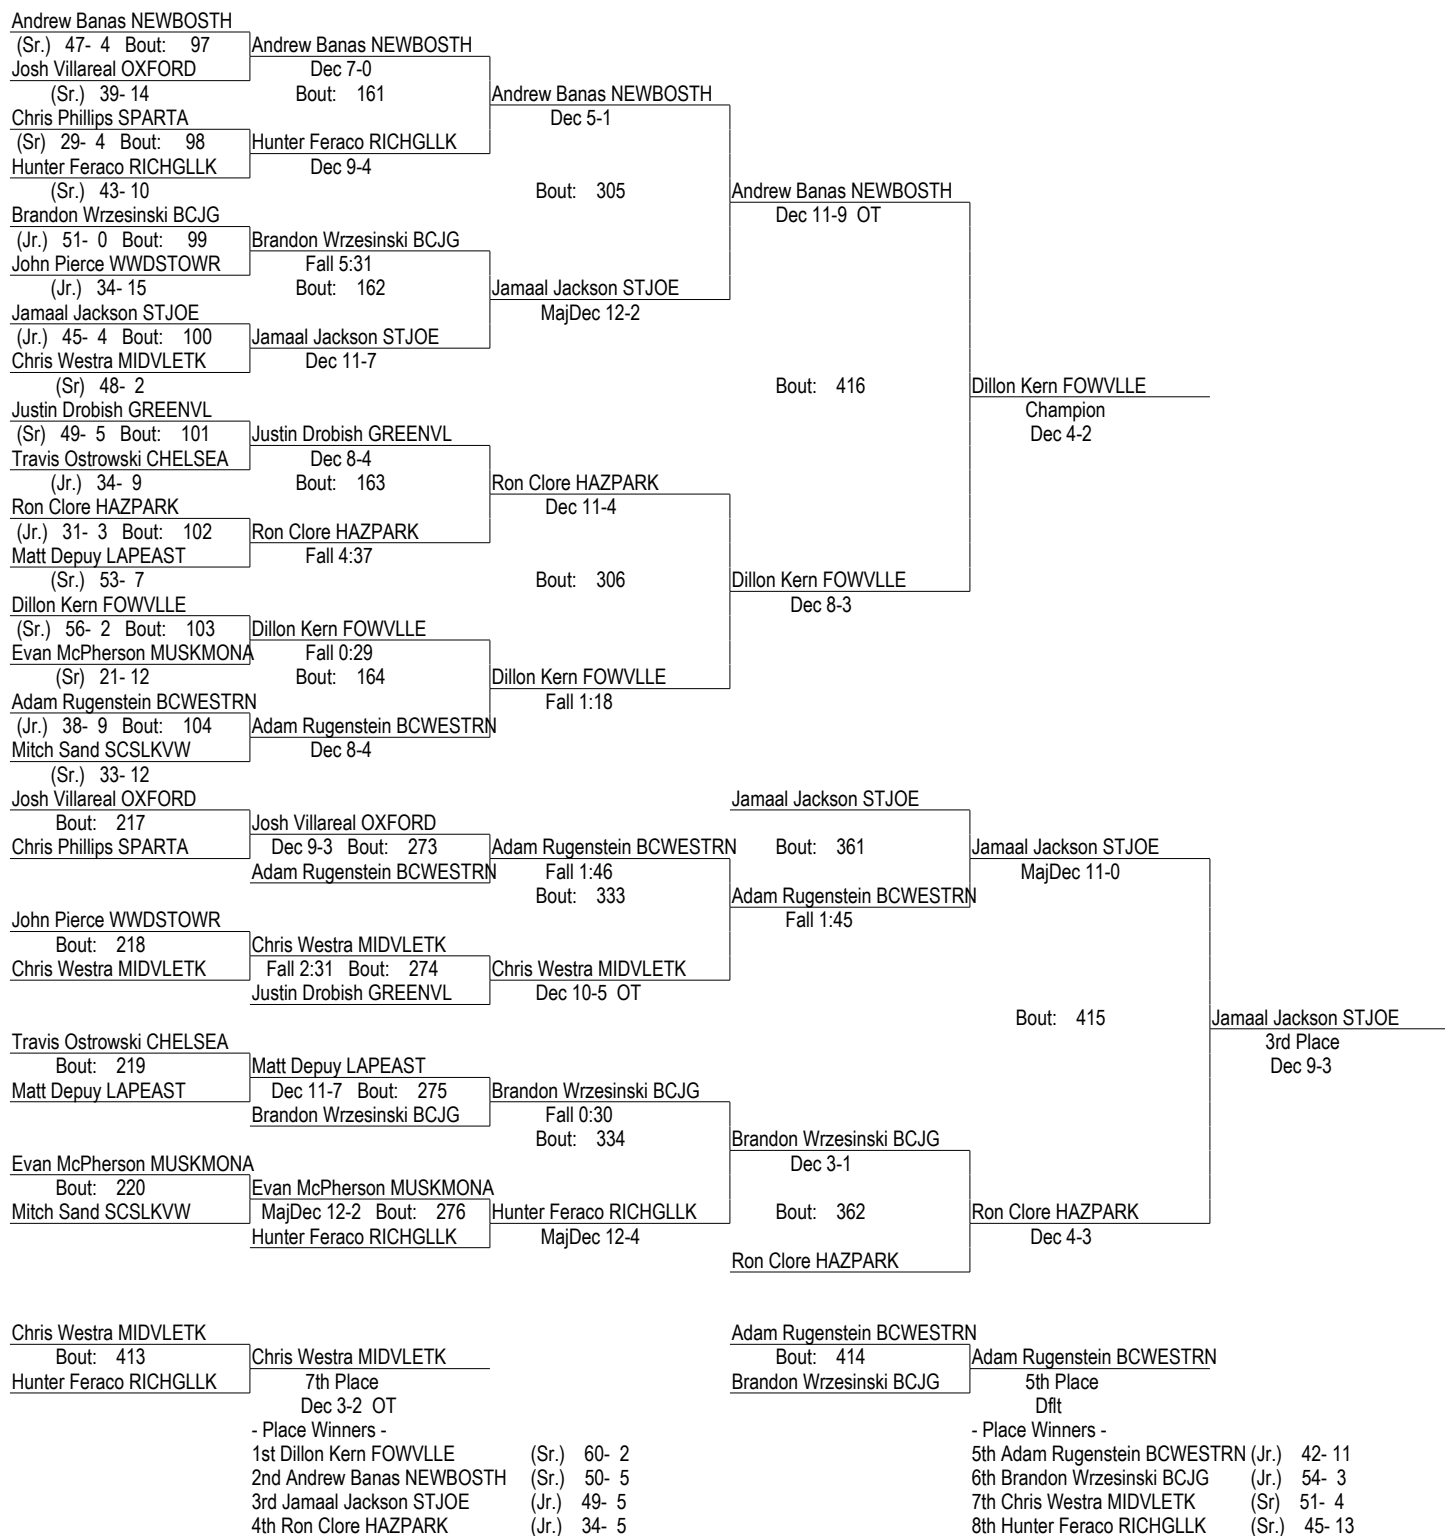 Andrew Banas NEWBOSTH
(Sr.) 47- 4 Bout: 97 Andrew Banas NEWBOSTH
Josh Villareal OXFORD Dec 7-0
(Sr.) 39- 14 Bout: 161 Andrew Banas NEWBOSTH
Chris Phillips SPARTA Dec 5-1
(Sr) 29- 4 Bout: 98 Hunter Feraco RICHGLLK
Hunter Feraco RICHGLLK Dec 9-4
(Sr.) 43- 10 Bout: 305 Andrew Banas NEWBOSTH
Brandon Wrzesinski BCJG Dec 11-9 OT
(Jr.) 51- 0 Bout: 99 Brandon Wrzesinski BCJG
John Pierce WWDSTOWR Fall 5:31
(Jr.) 34- 15 Bout: 162 Jamaal Jackson STJOE
Jamaal Jackson STJOE MajDec 12-2
(Jr.) 45- 4 Bout: 100 Jamaal Jackson STJOE
Chris Westra MIDVLETK Dec 11-7
(Sr) 48- 2 Bout: 416 Dillon Kern FOWVLLE
Justin Drobish GREENVL Champion
(Sr) 49- 5 Bout: 101 Justin Drobish GREENVL Dec 4-2
Travis Ostrowski CHELSEA Dec 8-4
(Jr.) 34- 9 Bout: 163 Ron Clore HAZPARK
Ron Clore HAZPARK Dec 11-4
(Jr.) 31- 3 Bout: 102 Ron Clore HAZPARK
Matt Depuy LAPEAST Fall 4:37
(Sr.) 53- 7 Bout: 306 Dillon Kern FOWVLLE
Dillon Kern FOWVLLE Dec 8-3
(Sr.) 56- 2 Bout: 103 Dillon Kern FOWVLLE
Evan McPherson MUSKMONA Fall 0:29
(Sr) 21- 12 Bout: 164 Dillon Kern FOWVLLE
Adam Rugenstein BCWESTRN Fall 1:18
(Jr.) 38- 9 Bout: 104 Adam Rugenstein BCWESTRN
Mitch Sand SCSLKVW Dec 8-4
(Sr.) 33- 12
Josh Villareal OXFORD Jamaal Jackson STJOE
Bout: 217 Josh Villareal OXFORD
Chris Phillips SPARTA Dec 9-3 Bout: 273 Adam Rugenstein BCWESTRN Bout: 361 Jamaal Jackson STJOE
Adam Rugenstein BCWESTRN Fall 1:46 MajDec 11-0
Bout: 333 Adam Rugenstein BCWESTRN
John Pierce WWDSTOWR Fall 1:45
Bout: 218 Chris Westra MIDVLETK
Chris Westra MIDVLETK Fall 2:31 Bout: 274 Chris Westra MIDVLETK
Justin Drobish GREENVL Dec 10-5 OT
Bout: 415 Jamaal Jackson STJOE
Travis Ostrowski CHELSEA 3rd Place
Bout: 219 Matt Depuy LAPEAST Dec 9-3
Matt Depuy LAPEAST Dec 11-7 Bout: 275 Brandon Wrzesinski BCJG
Brandon Wrzesinski BCJG Fall 0:30
Bout: 334 Brandon Wrzesinski BCJG
Evan McPherson MUSKMONA Dec 3-1
Bout: 220 Evan McPherson MUSKMONA
Mitch Sand SCSLKVW MajDec 12-2 Bout: 276 Hunter Feraco RICHGLLK Bout: 362 Ron Clore HAZPARK
Hunter Feraco RICHGLLK MajDec 12-4 Dec 4-3
Ron Clore HAZPARK
Chris Westra MIDVLETK Adam Rugenstein BCWESTRN
Bout: 413 Chris Westra MIDVLETK Bout: 414 Adam Rugenstein BCWESTRN
Hunter Feraco RICHGLLK 7th Place Brandon Wrzesinski BCJG 5th Place
Dec 3-2 OT Dflt
- Place Winners - - Place Winners -
1st Dillon Kern FOWVLLE (Sr.) 60- 2 5th Adam Rugenstein BCWESTRN (Jr.) 42- 11
2nd Andrew Banas NEWBOSTH (Sr.) 50- 5 6th Brandon Wrzesinski BCJG (Jr.) 54- 3
3rd Jamaal Jackson STJOE (Jr.) 49- 5 7th Chris Westra MIDVLETK (Sr) 51- 4
4th Ron Clore HAZPARK (Jr.) 34- 5 8th Hunter Feraco RICHGLLK (Sr.) 45- 13